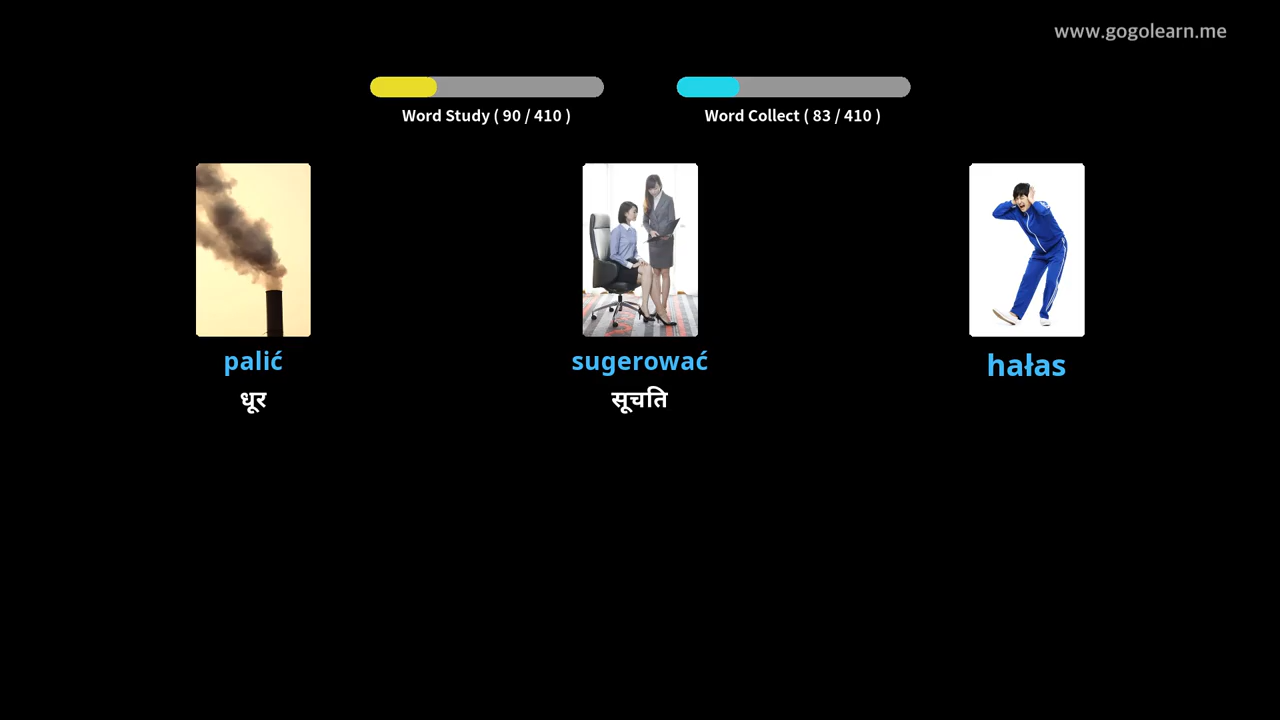 www.gogolearn.me
Word Study ( 90 / 410 )
Word Collect ( 83 / 410 )
palić
धूर
sugerować
सूचति
hałas